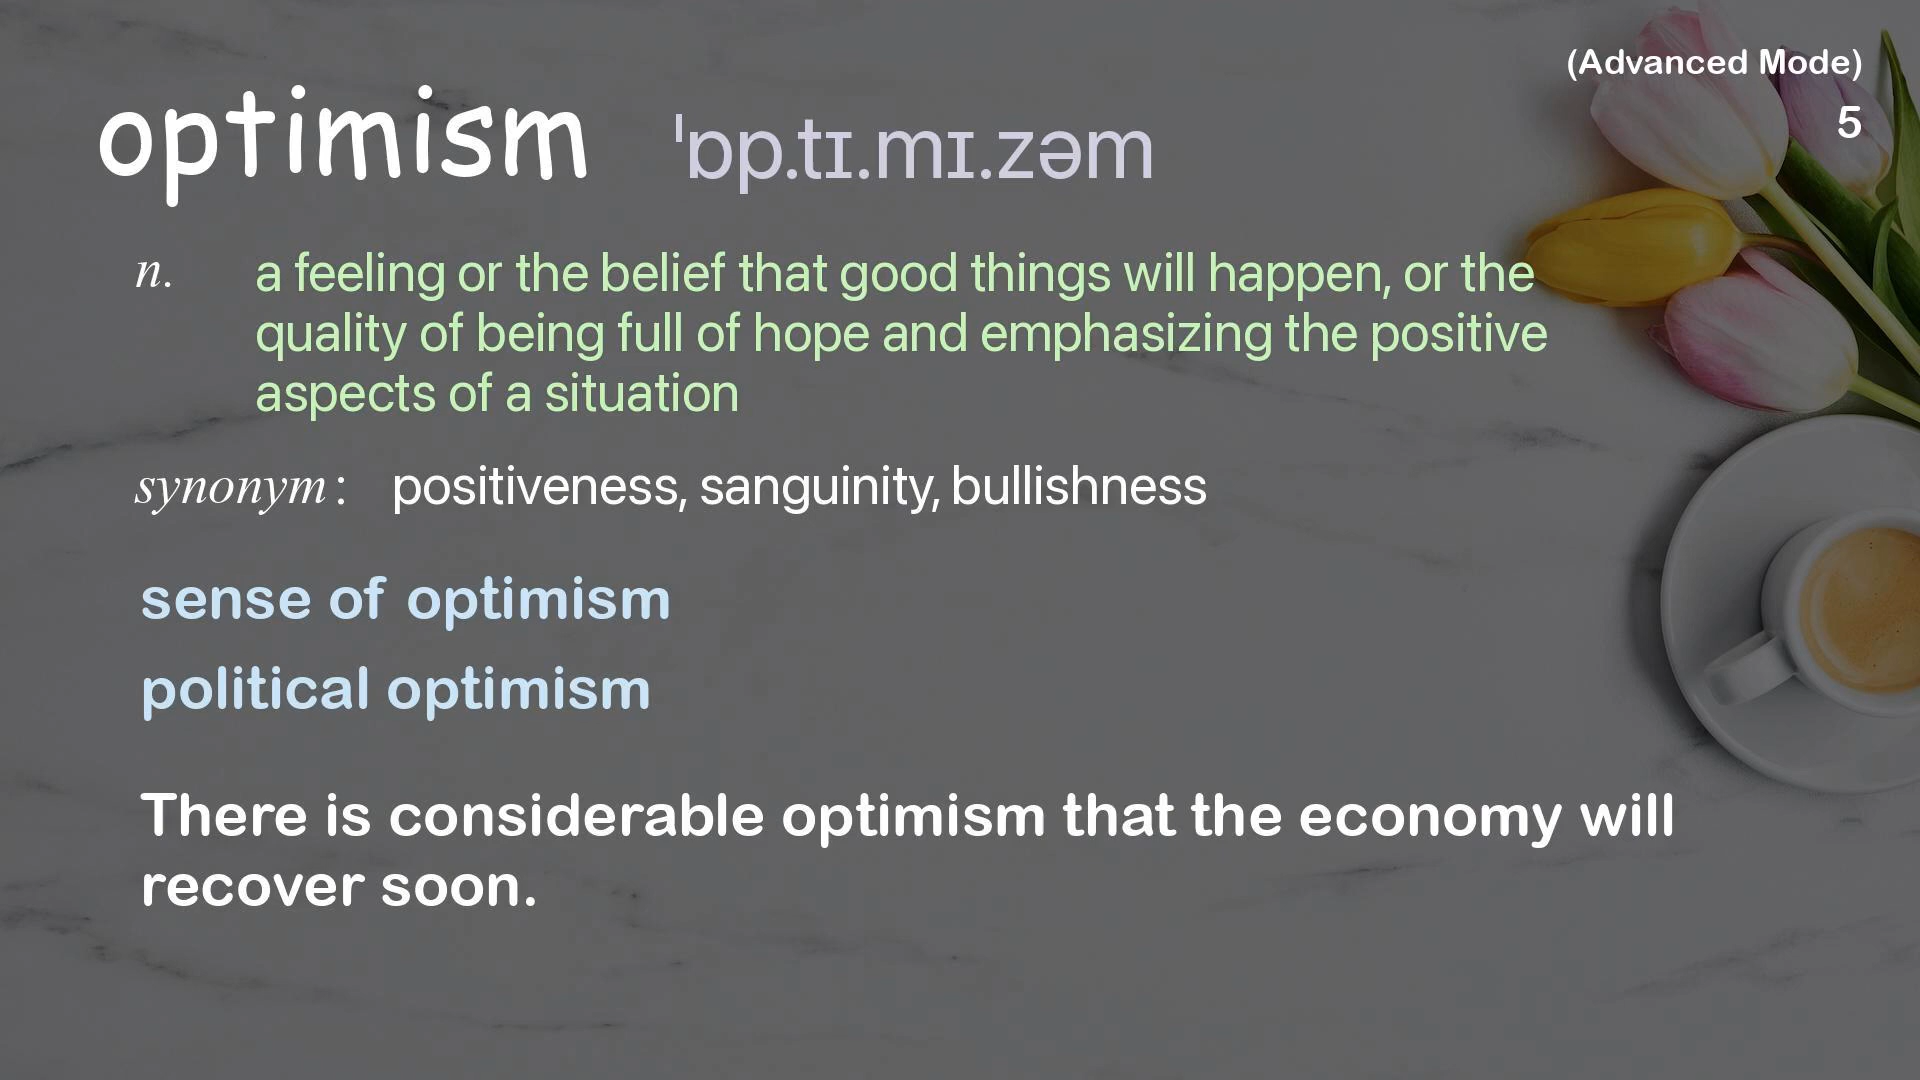 (Advanced Mode)
optimism ˈɒp.tɪ.mɪ.zəm
5
n. a feeling or the belief that good things will happen, or the
quality of being full of hope and emphasizing the positive
aspects of a situation
synonym: positiveness, sanguinity, bullishness
sense of optimism
political optimism
There is considerable optimism that the economy will
recover soon.